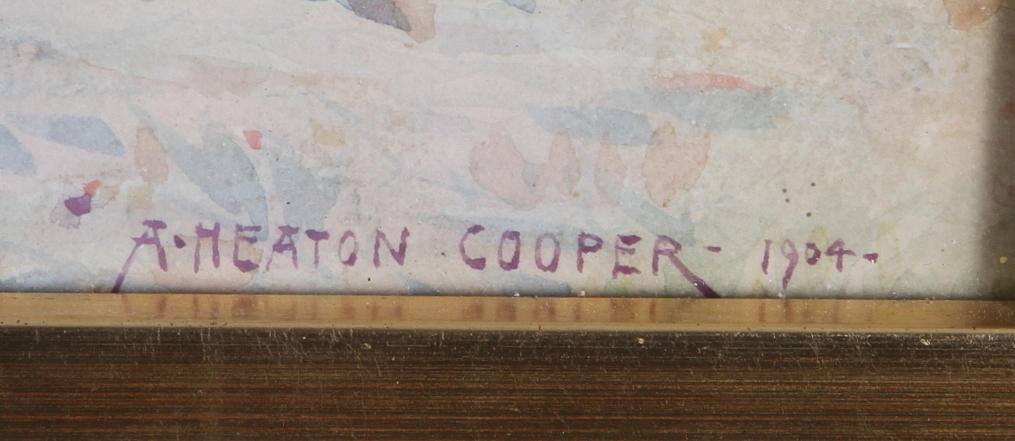 A·HEATON COOPER- 1904-